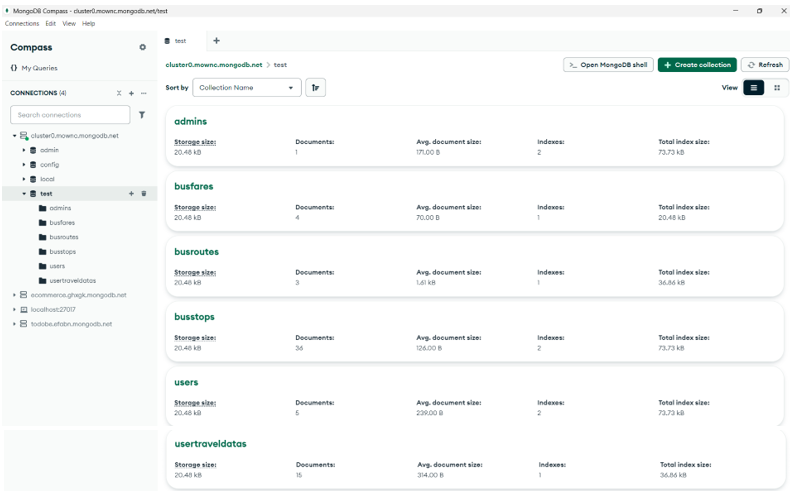 MongoDB Compass - cluster0.mownc.mongodb.net/test
Connections Edit View Help
Compass
My Queries
CONNECTIONS (4)
Search connections
cluster0.mownc.mongodb.net
admin
config
local
test
admins
busfares
busroutes
busstops
users
usertraveldatas
ecommerce.ghxgk.mongodb.net
localhost:27017
todobe.efabn.mongodb.net
test
cluster0.mownc.mongodb.net > test
>_ Open MongoDB shell
+ Create collection
Refresh
Sort by Collection Name
View
admins
Storage size: Documents: Avg. document size: Indexes: Total index size:
20.48 kB 1 171.00 B 2 73.73 kB
busfares
Storage size: Documents: Avg. document size: Indexes: Total index size:
20.48 kB 4 70.00 B 1 20.48 kB
busroutes
Storage size: Documents: Avg. document size: Indexes: Total index size:
20.48 kB 3 1.61 kB 1 36.86 kB
busstops
Storage size: Documents: Avg. document size: Indexes: Total index size:
20.48 kB 36 126.00 B 2 73.73 kB
users
Storage size: Documents: Avg. document size: Indexes: Total index size:
20.48 kB 5 239.00 B 2 73.73 kB
usertraveldatas
Storage size: Documents: Avg. document size: Indexes: Total index size:
20.48 kB 15 314.00 B 1 36.86 kB